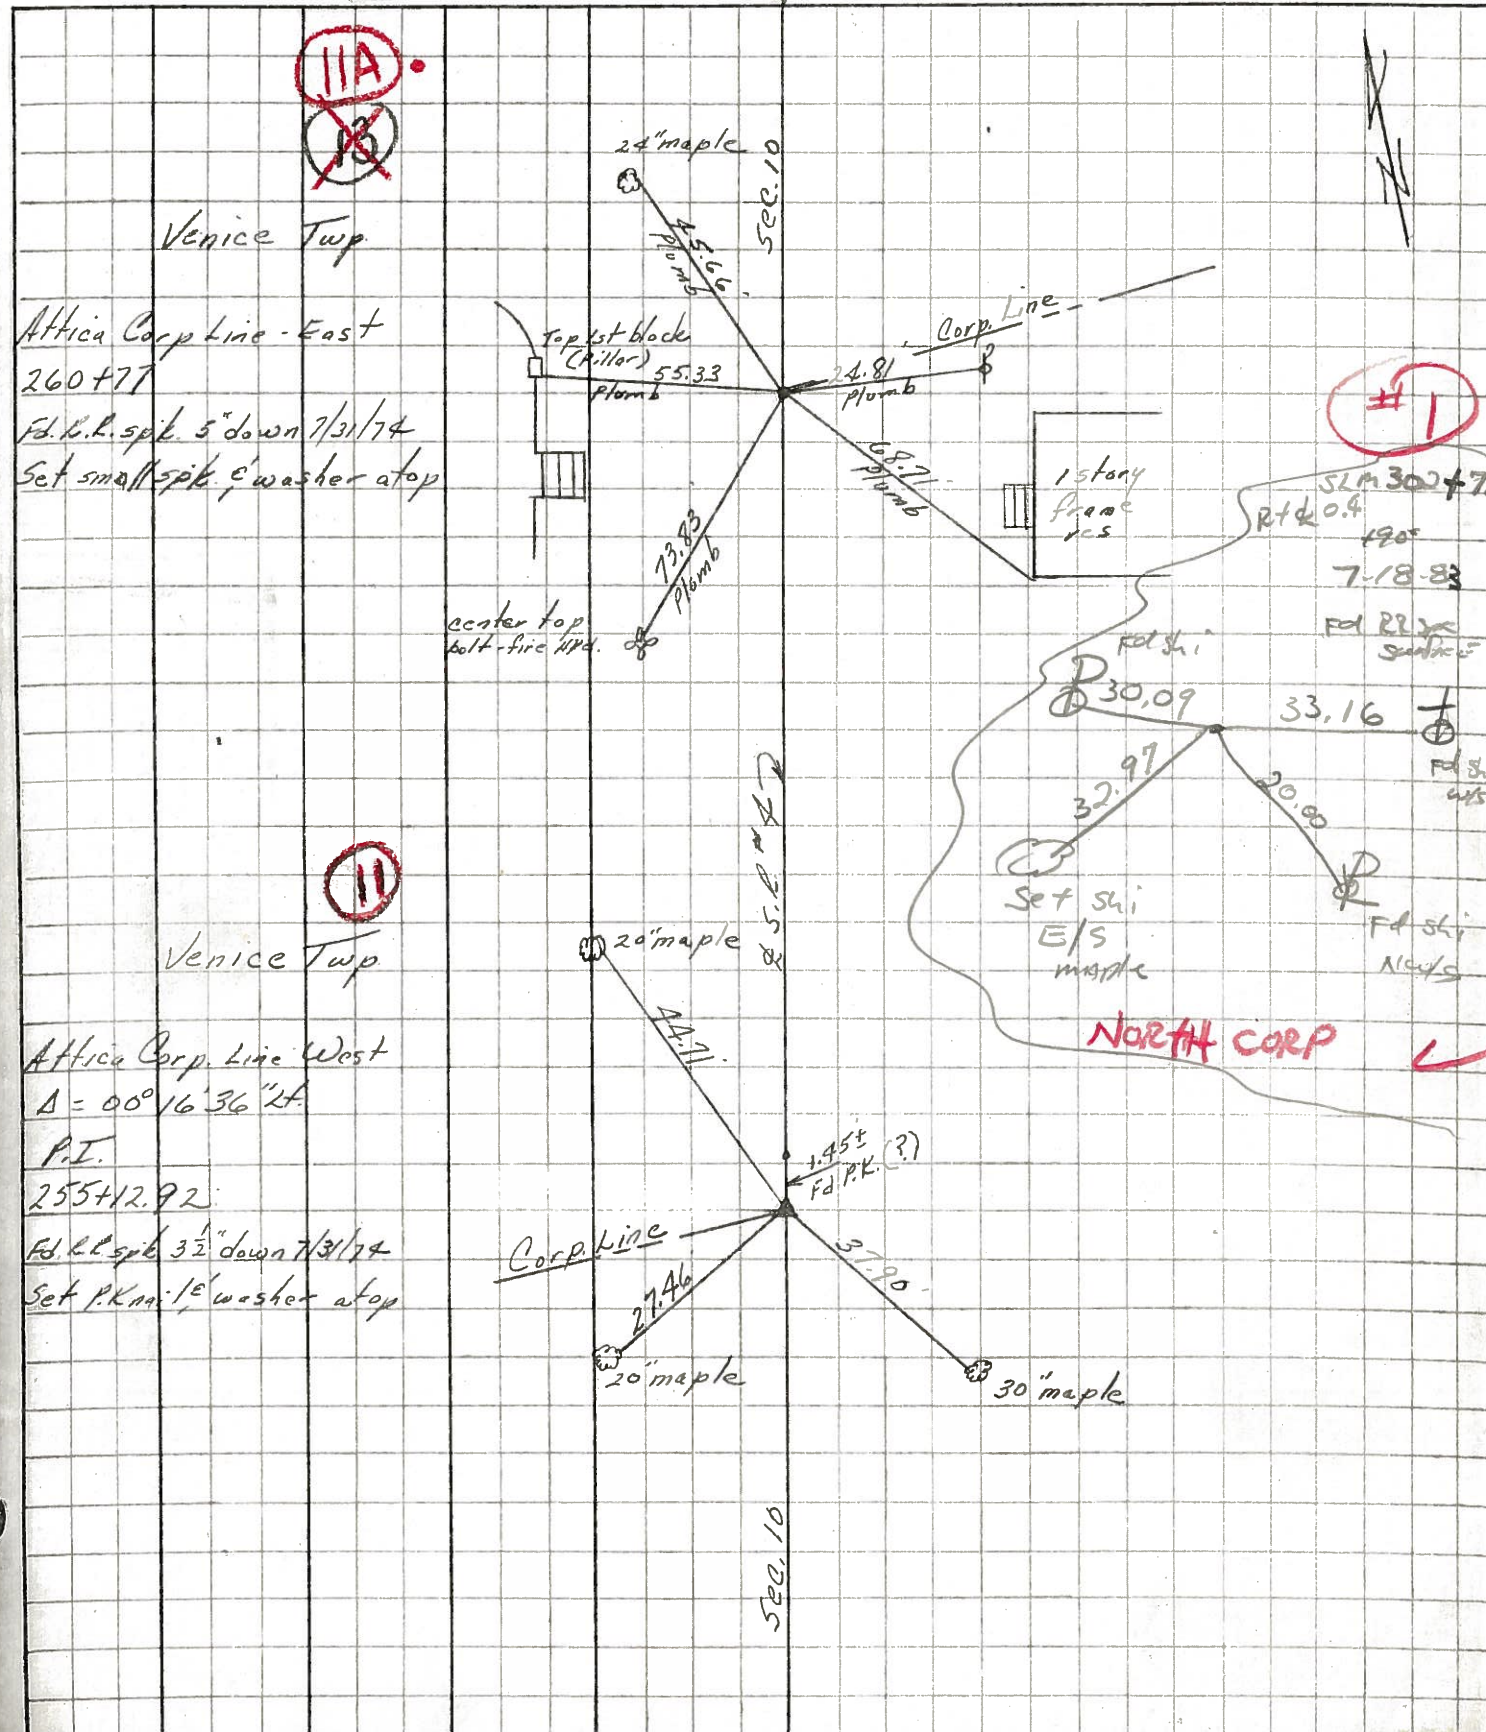 11A
13
Venice Twp.
Attica Corp Line - East
260+77
Fd. R.R. spk. 5" down 7/31/74
Set small spk. & washer atop
24" maple
45.66'
plumb
Sec. 10
Top 1st block
(Pillar)
55.33
plumb
Corp. Line
24.81'
plumb
68.71
plumb
1 story
frame
res
73.83
plumb
center top
bolt - fire Hyd.
#1
SLM 302+7
Rt ¢ 0.4
+90°
7-18-83
Fd RR
surface
Fd shi
30.09
33.16
32.97
20.00
Set shi
E/S
maple
Fd shi
NW/S
NORTH CORP
¢ S.R. #4
11
Venice Twp
Attica Corp. Line West
Δ = 00° 16' 36" Lt.
P.I.
255+12.92
Fd. R.R. spk 3½" down 7/31/74
Set P.K nail & washer atop
20" maple
44.71
1.45±
Fd P.K. (?)
Corp. Line
27.46
37.90
20" maple
30" maple
Sec. 10